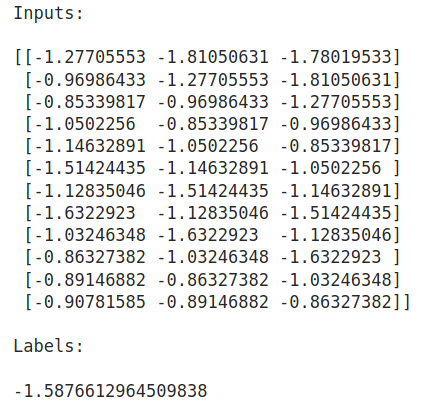 Inputs:
[[-1.27705553 -1.81050631 -1.78019533]
 [-0.96986433 -1.27705553 -1.81050631]
 [-0.85339817 -0.96986433 -1.27705553]
 [-1.0502256  -0.85339817 -0.96986433]
 [-1.14632891 -1.0502256  -0.85339817]
 [-1.51424435 -1.14632891 -1.0502256 ]
 [-1.12835046 -1.51424435 -1.14632891]
 [-1.6322923  -1.12835046 -1.51424435]
 [-1.03246348 -1.6322923  -1.12835046]
 [-0.86327382 -1.03246348 -1.6322923 ]
 [-0.89146882 -0.86327382 -1.03246348]
 [-0.90781585 -0.89146882 -0.86327382]]
Labels:
-1.5876612964509838